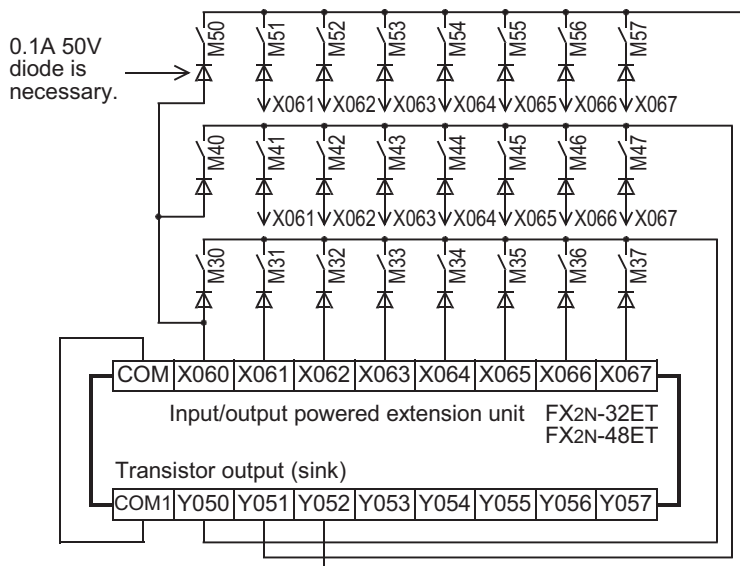 0.1A 50V
diode is
necessary.
M50 M51 M52 M53 M54 M55 M56 M57
X061 X062 X063 X064 X065 X066 X067
M40 M41 M42 M43 M44 M45 M46 M47
X061 X062 X063 X064 X065 X066 X067
M30 M31 M32 M33 M34 M35 M36 M37
COM X060 X061 X062 X063 X064 X065 X066 X067
Input/output powered extension unit FX2N-32ET
FX2N-48ET
Transistor output (sink)
COM1 Y050 Y051 Y052 Y053 Y054 Y055 Y056 Y057